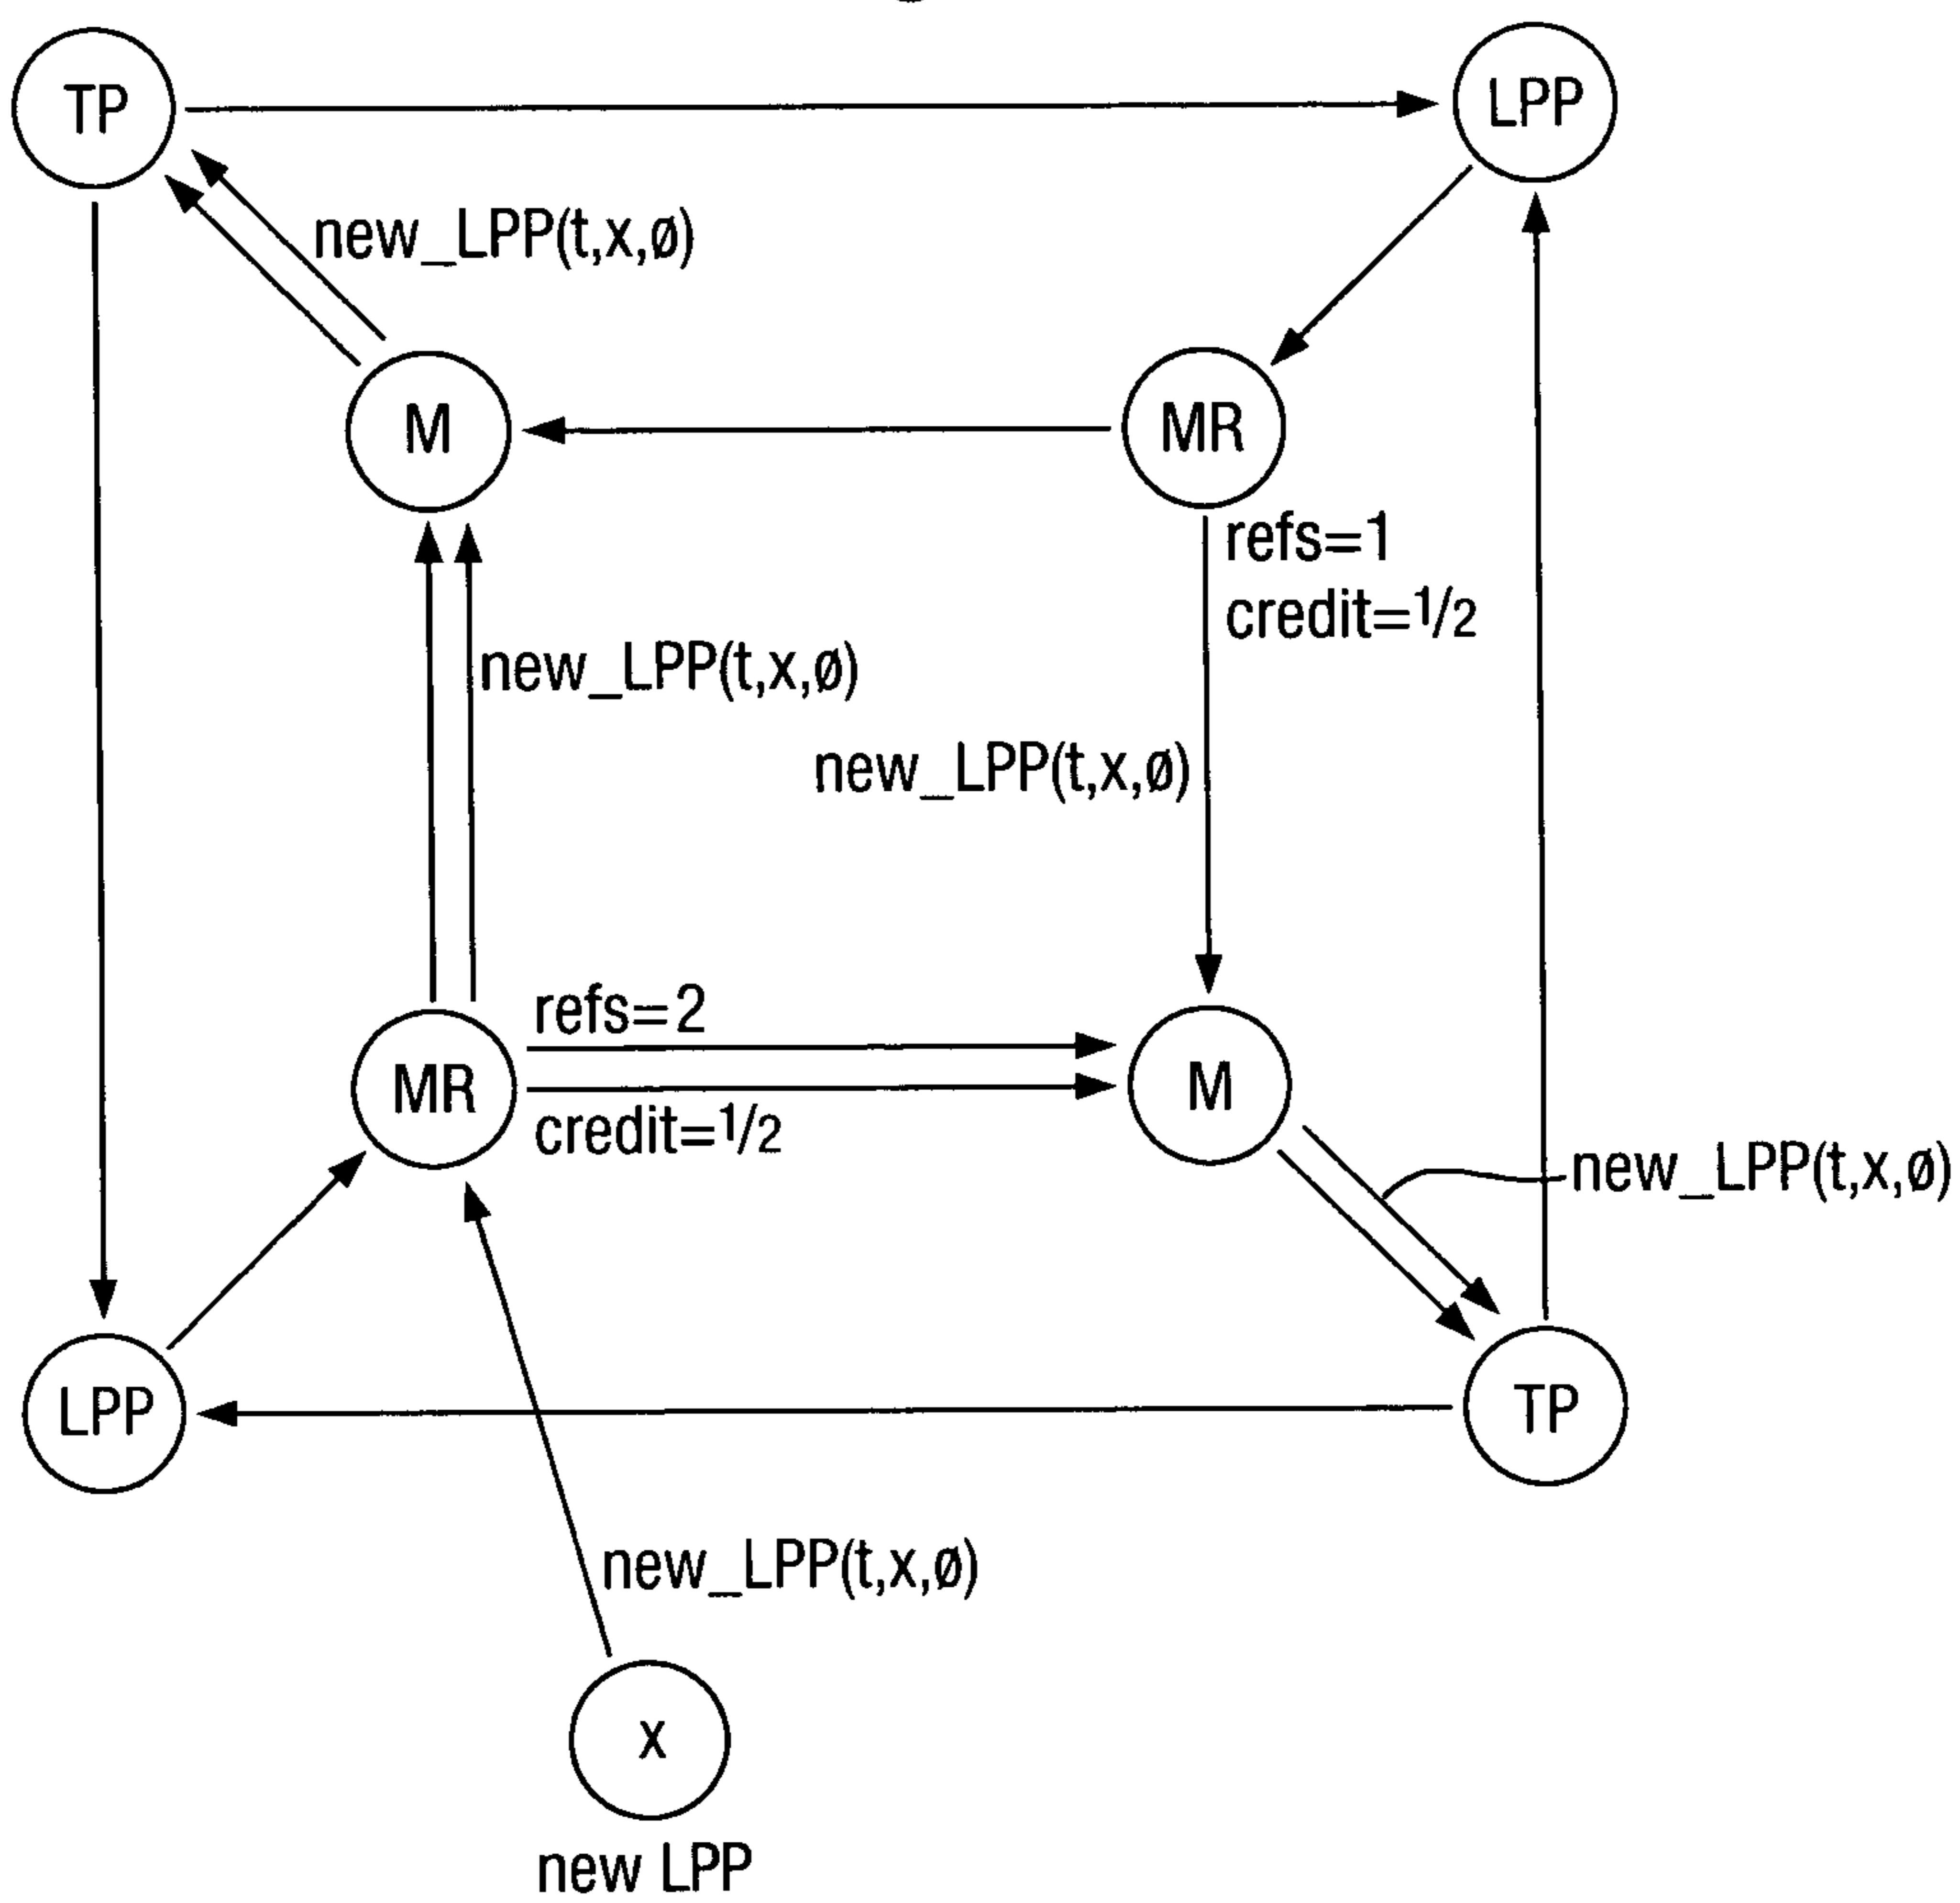 TP
LPP
new_LPP(t,x,ø)
M
MR
refs=1
credit=1/2
new_LPP(t,x,ø)
new_LPP(t,x,ø)
refs=2
MR
M
credit=1/2
new_LPP(t,x,ø)
LPP
TP
new_LPP(t,x,ø)
x
new LPP